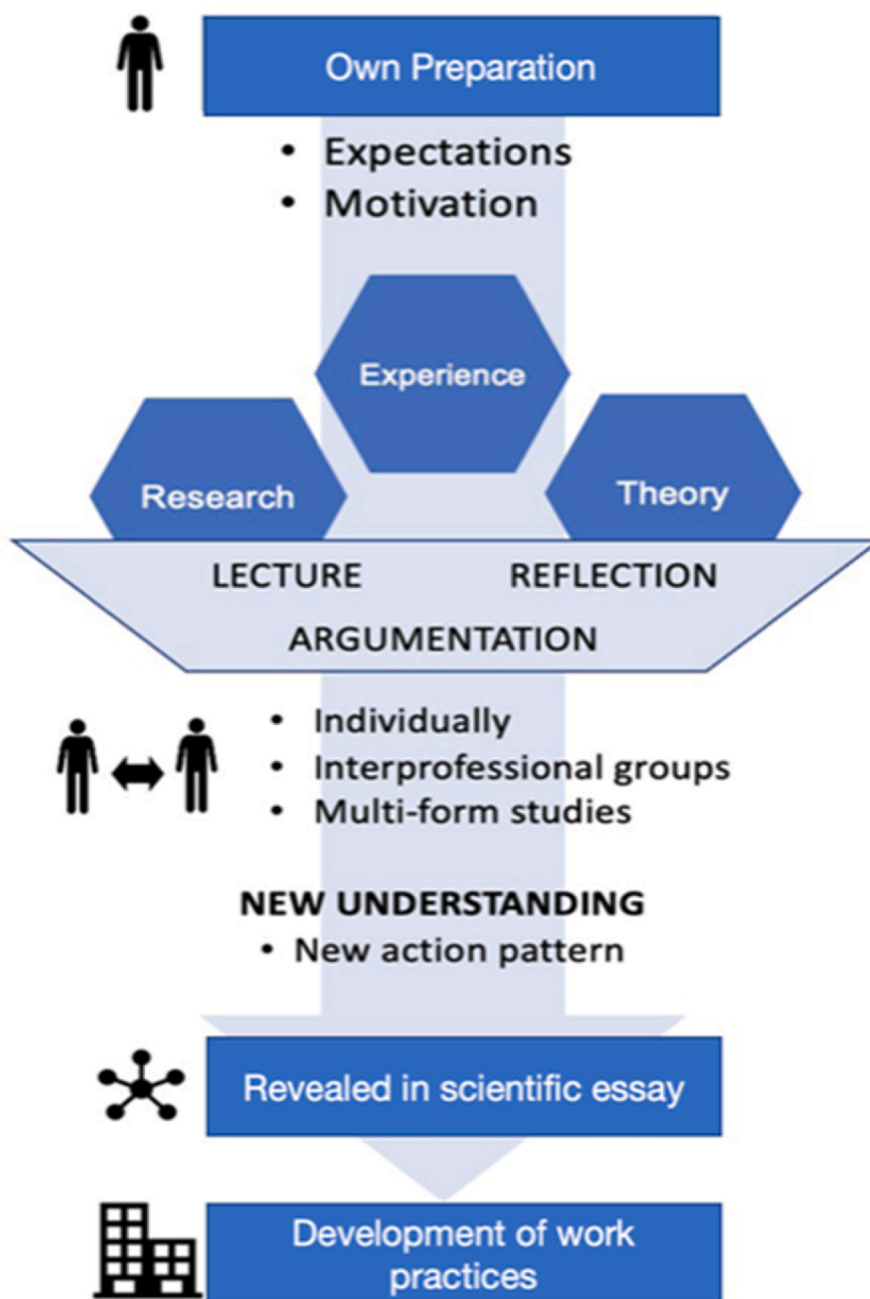 Own Preparation
• Expectations
• Motivation
Experience
Research
Theory
LECTURE REFLECTION
ARGUMENTATION
• Individually
• Interprofessional groups
• Multi-form studies
NEW UNDERSTANDING
• New action pattern
Revealed in scientific essay
Development of work
practices